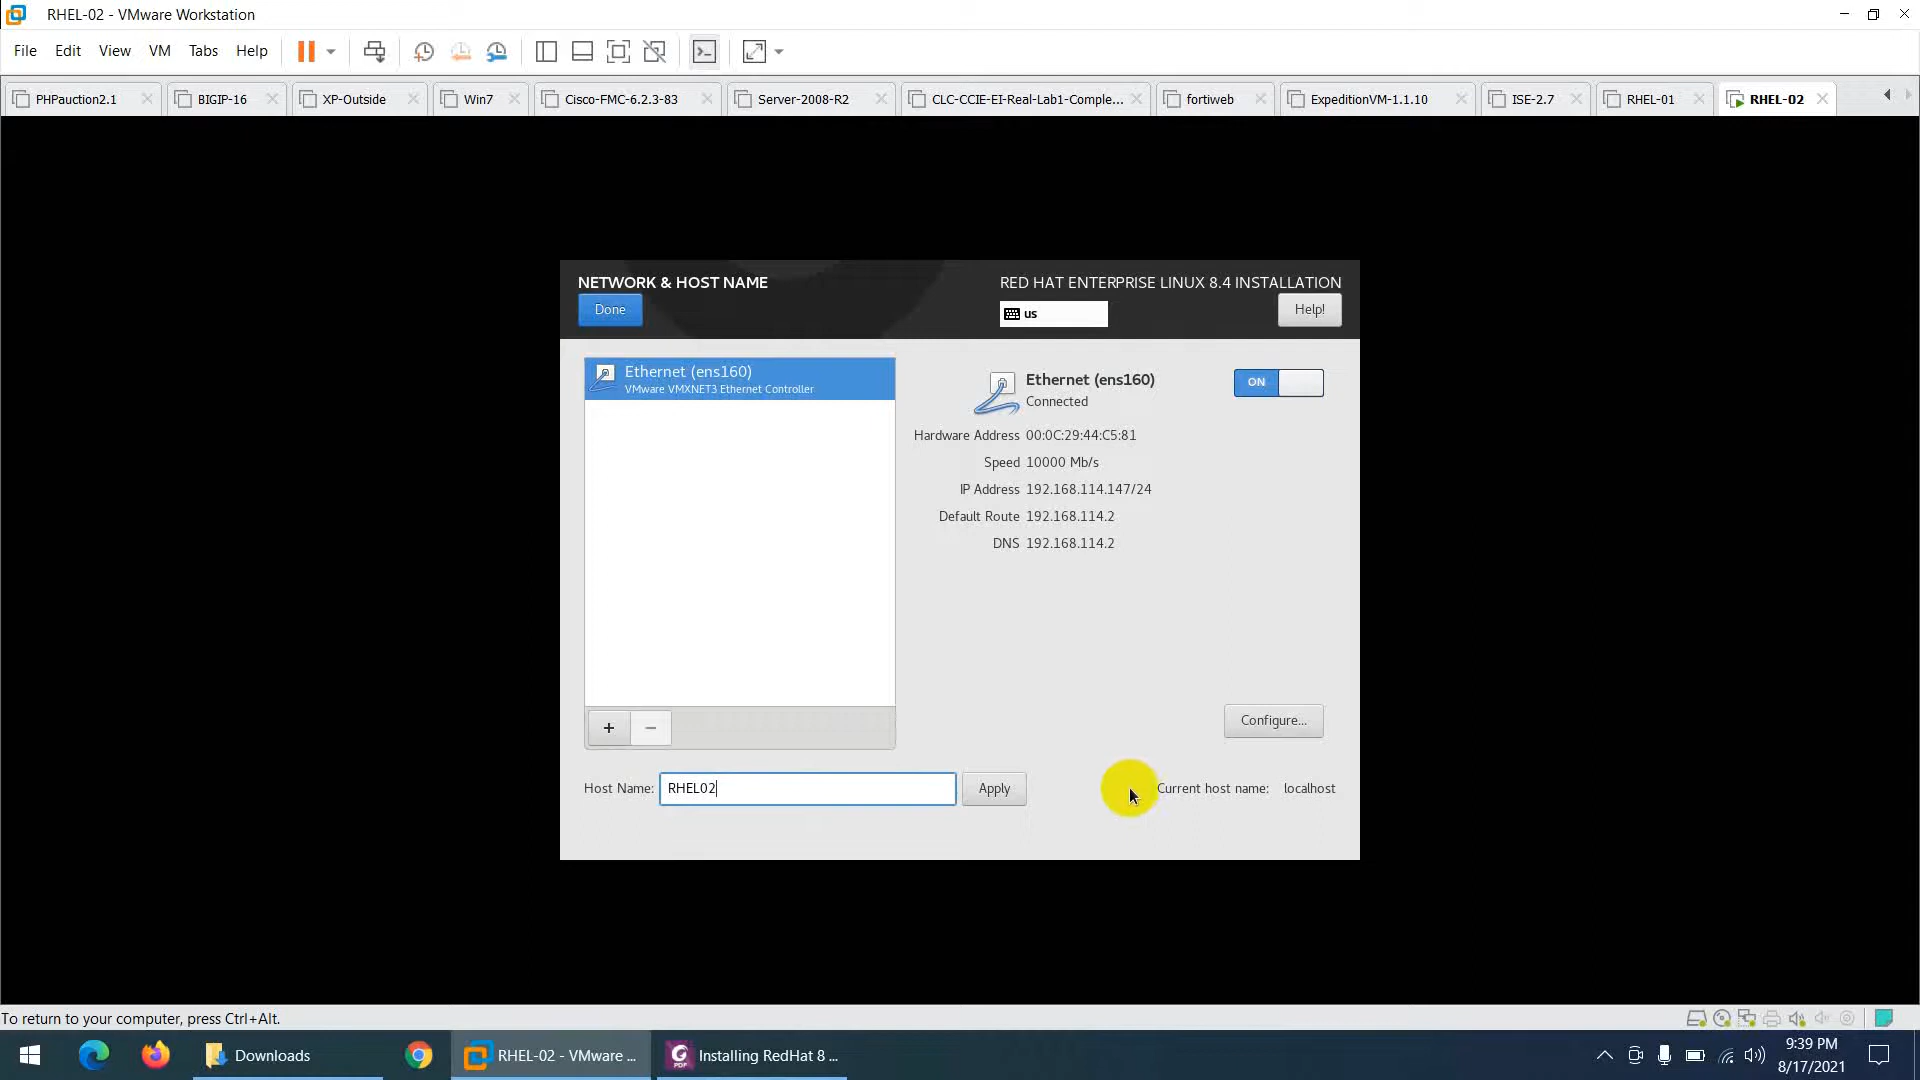 RHEL-02 - VMware Workstation
File Edit View VM Tabs Help
PHPauction2.1 BIGIP-16 XP-Outside Win7 Cisco-FMC-6.2.3-83 Server-2008-R2 CLC-CCIE-EI-Real-Lab1-Comple... fortiweb ExpeditionVM-1.1.10 ISE-2.7 RHEL-01 RHEL-02
NETWORK & HOST NAME
RED HAT ENTERPRISE LINUX 8.4 INSTALLATION
Done
us
Help!
Ethernet (ens160)
VMware VMXNET3 Ethernet Controller
Ethernet (ens160)
Connected
ON
Hardware Address 00:0C:29:44:C5:81
Speed 10000 Mb/s
IP Address 192.168.114.147/24
Default Route 192.168.114.2
DNS 192.168.114.2
+ −
Configure...
Host Name: RHEL02 Apply Current host name: localhost
To return to your computer, press Ctrl+Alt.
Downloads RHEL-02 - VMware ... PDF Installing RedHat 8 ...
9:39 PM
8/17/2021